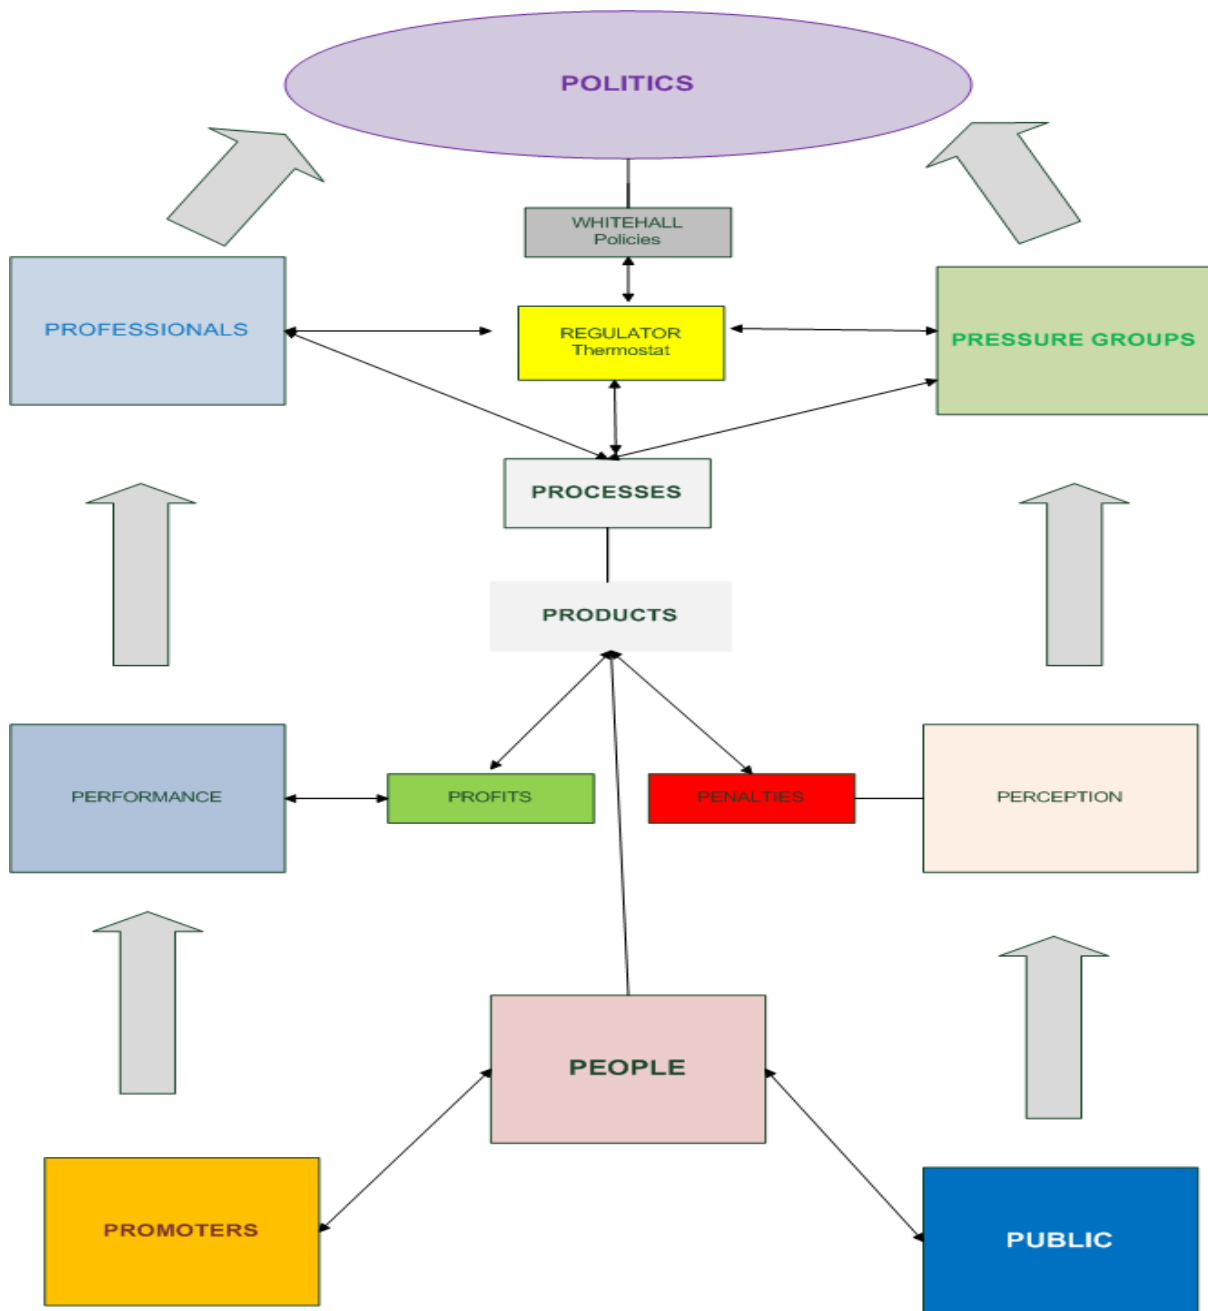 POLITICS
WHITEHALL
Policies
PROFESSIONALS
REGULATOR
Thermostat
PRESSURE GROUPS
PROCESSES
PRODUCTS
PERFORMANCE
PROFITS
PENALTIES
PERCEPTION
PEOPLE
PROMOTERS
PUBLIC